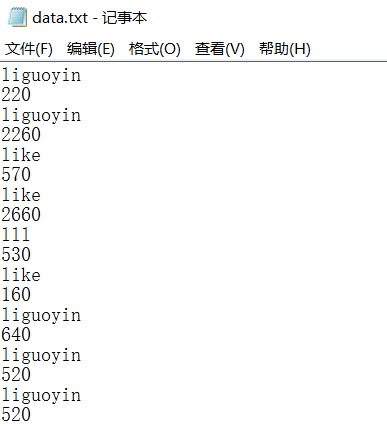 data.txt - 记事本
文件(F) 编辑(E) 格式(O) 查看(V) 帮助(H)
liguoyin
220
liguoyin
2260
like
570
like
2660
lll
530
like
160
liguoyin
640
liguoyin
520
liguoyin
520